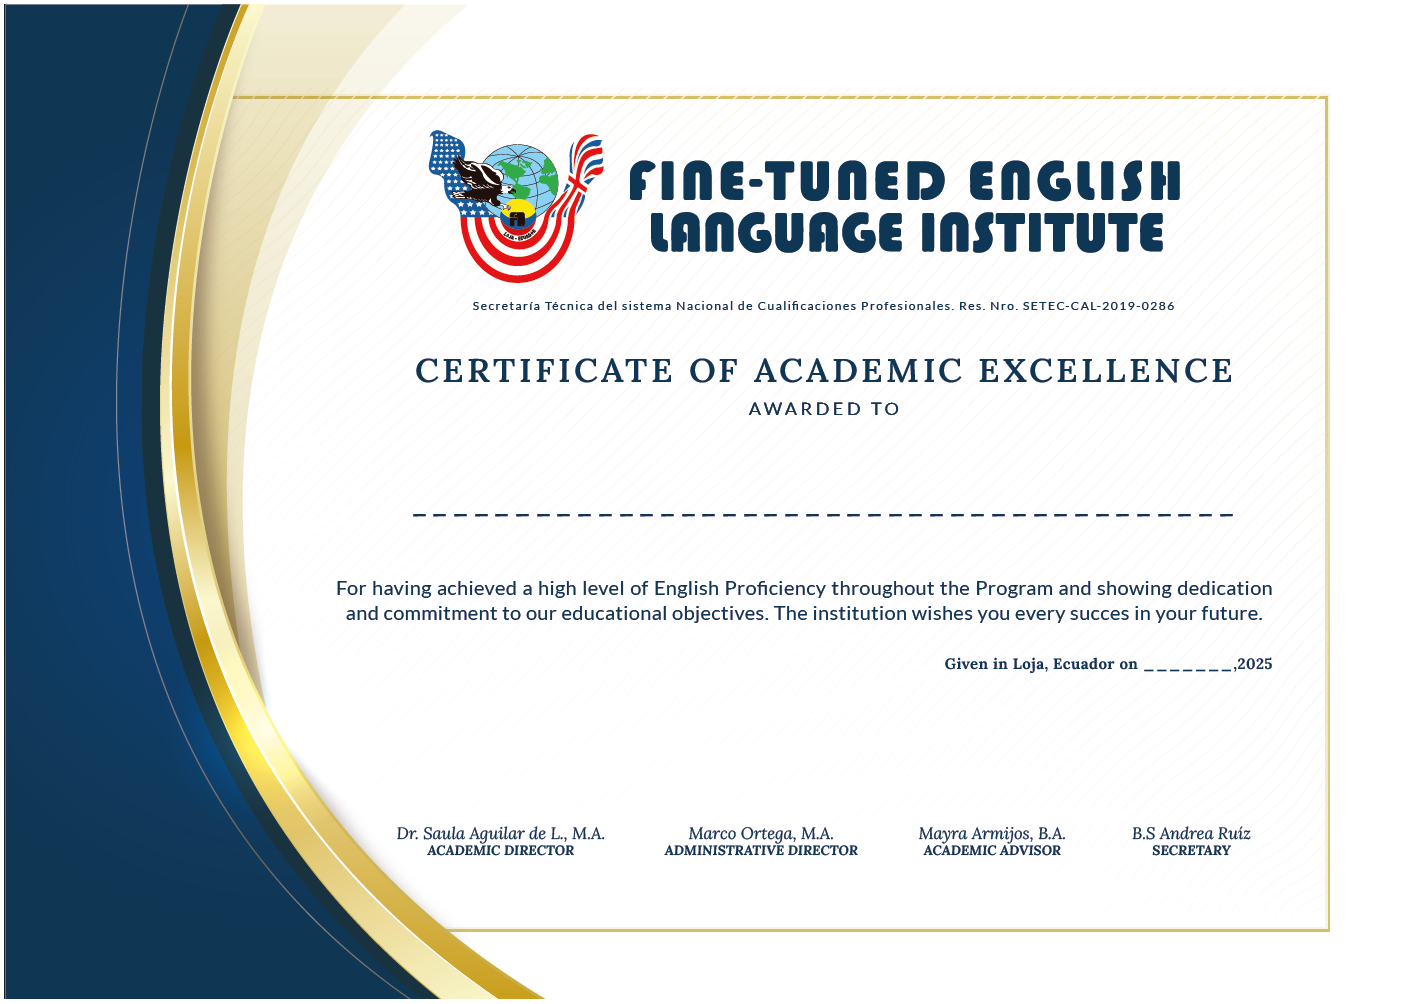 FINE-TUNED ENGLISH
LANGUAGE INSTITUTE
Secretaría Técnica del sistema Nacional de Cualificaciones Profesionales. Res. Nro. SETEC-CAL-2019-0286
CERTIFICATE OF ACADEMIC EXCELLENCE
AWARDED TO
For having achieved a high level of English Proficiency throughout the Program and showing dedication
and commitment to our educational objectives. The institution wishes you every succes in your future.
Given in Loja, Ecuador on _______,2025
Dr. Saula Aguilar de L., M.A. Marco Ortega, M.A. Mayra Armijos, B.A. B.S Andrea Ruíz
ACADEMIC DIRECTOR ADMINISTRATIVE DIRECTOR ACADEMIC ADVISOR SECRETARY